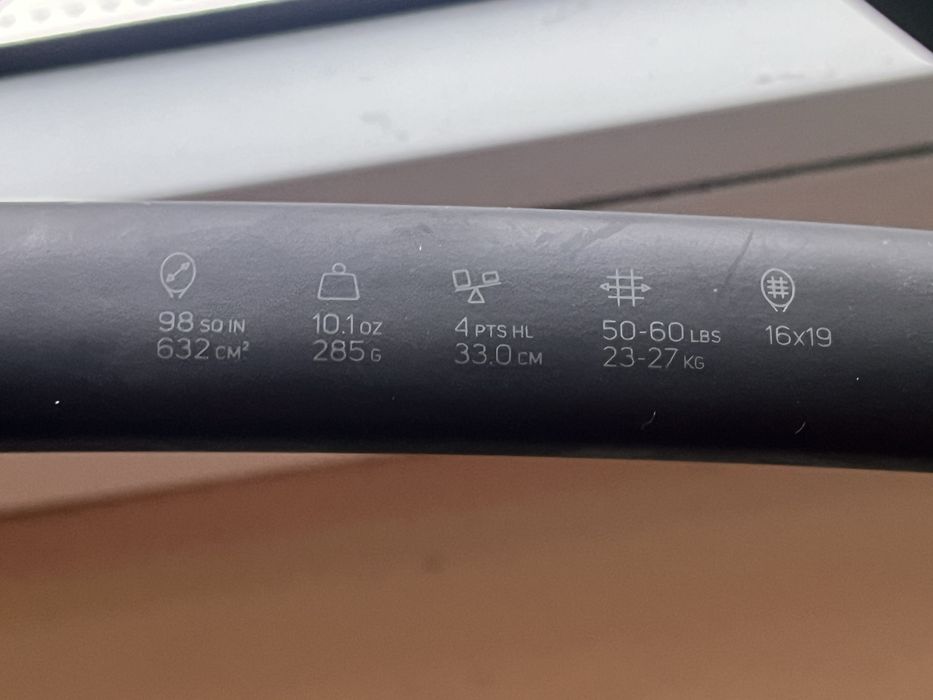 98 SQ IN
632 CM²
10.1 OZ
285 G
4 PTS HL
33.0 CM
50-60 LBS
23-27 KG
16x19